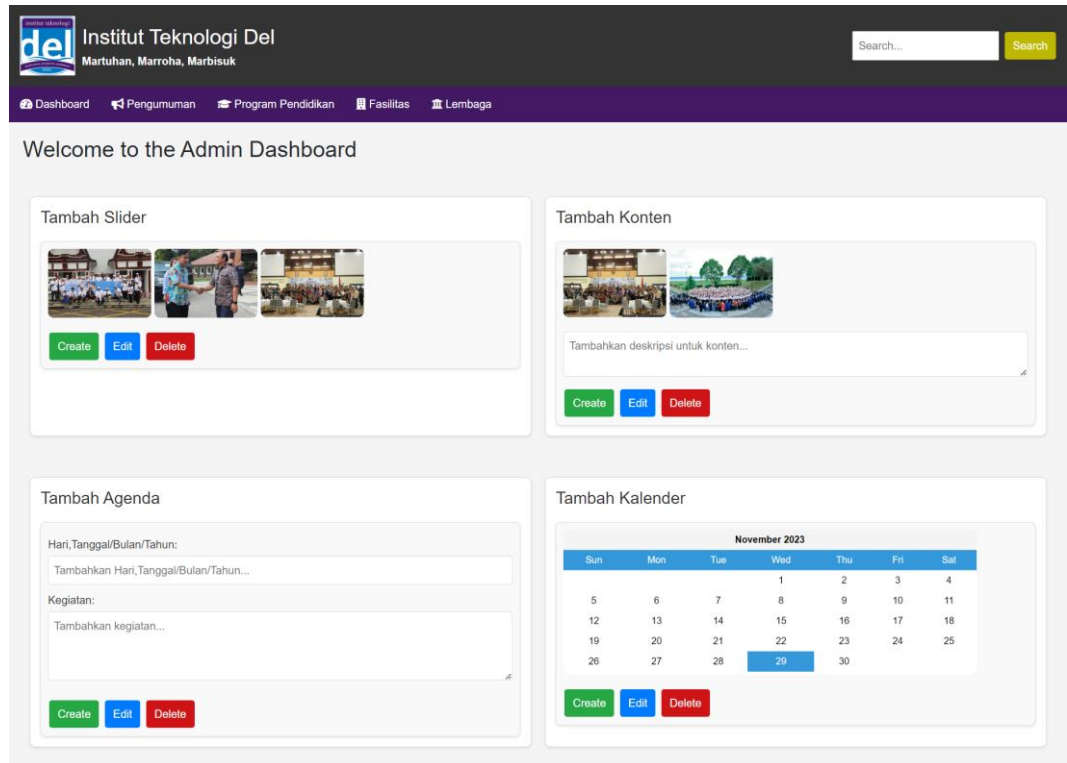 institut teknologi
del
Institut Teknologi Del
Martuhan, Marroha, Marbisuk
Search...
Search
Dashboard Pengumuman Program Pendidikan Fasilitas Lembaga
Welcome to the Admin Dashboard
Tambah Slider
Create Edit Delete
Tambah Konten
Tambahkan deskripsi untuk konten...
Create Edit Delete
Tambah Agenda
Hari,Tanggal/Bulan/Tahun:
Tambahkan Hari,Tanggal/Bulan/Tahun...
Kegiatan:
Tambahkan kegiatan...
Create Edit Delete
Tambah Kalender
November 2023
Sun Mon Tue Wed Thu Fri Sat
1 2 3 4
5 6 7 8 9 10 11
12 13 14 15 16 17 18
19 20 21 22 23 24 25
26 27 28 29 30
Create Edit Delete